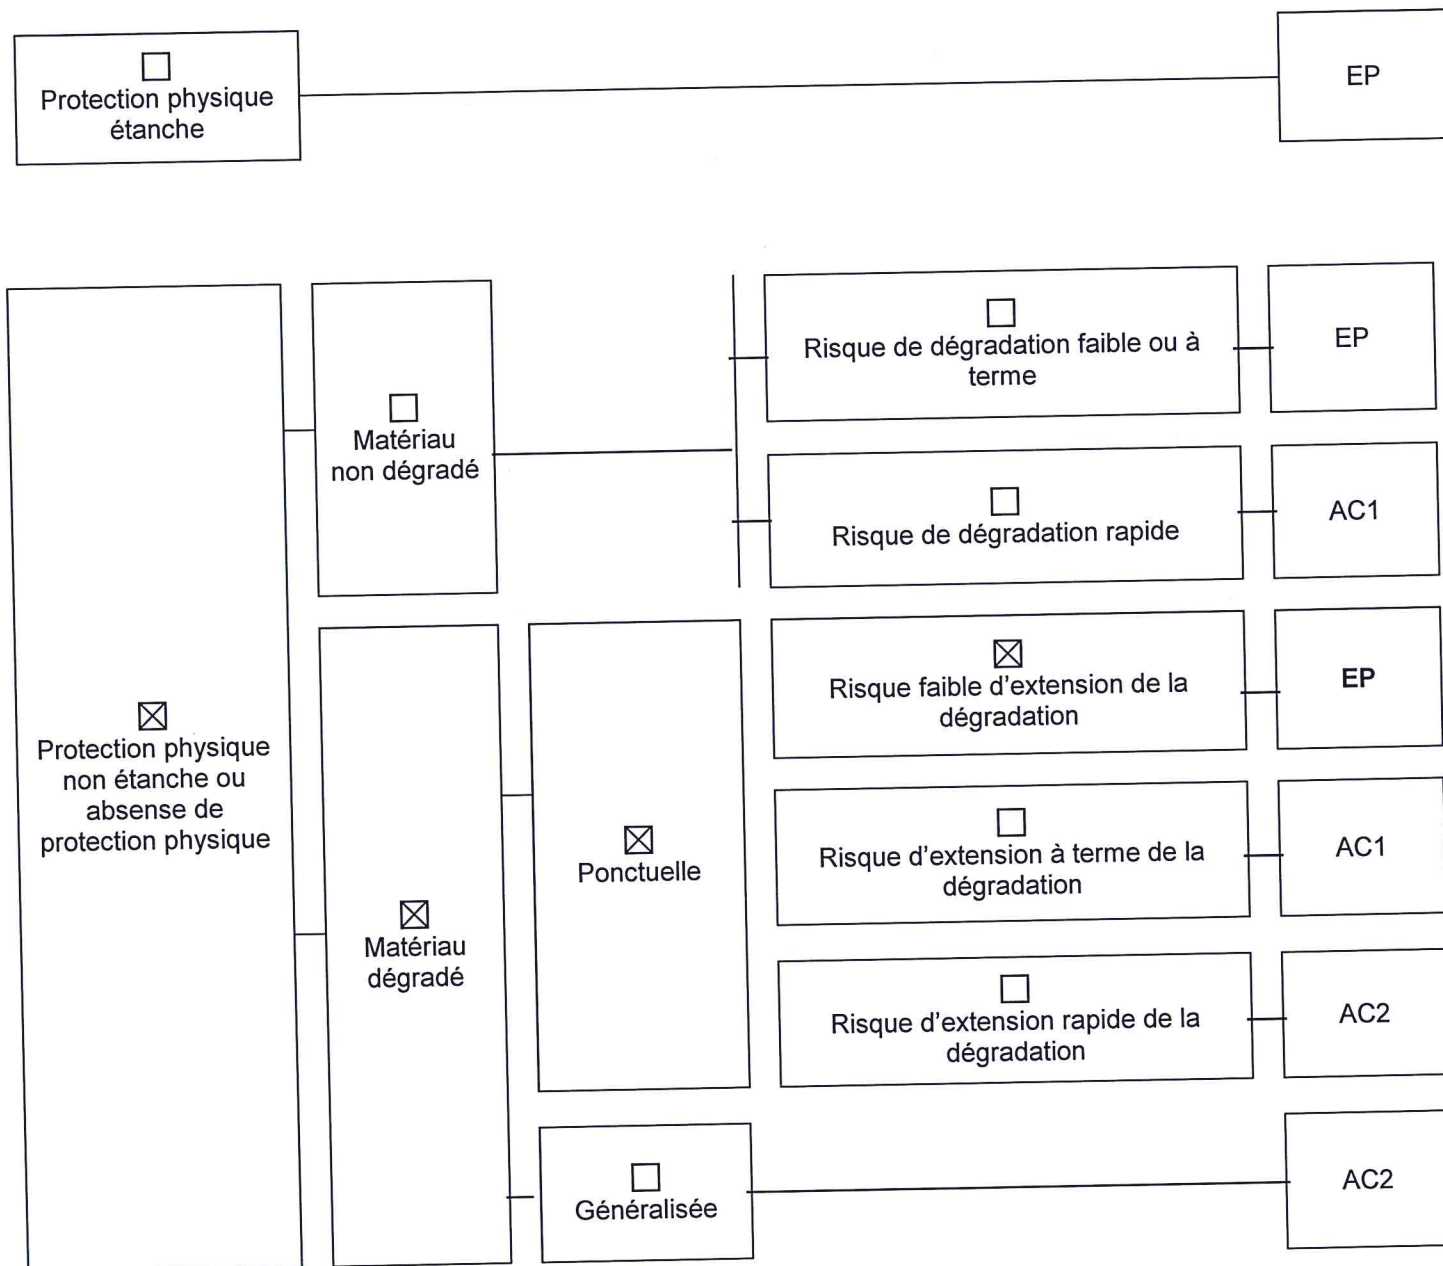 ☐
Protection physique
étanche
EP
☒
Protection physique
non étanche ou
absense de
protection physique
☐
Matériau
non dégradé
☐
Risque de dégradation faible ou à
terme
EP
☐
Risque de dégradation rapide
AC1
☒
Matériau
dégradé
☒
Ponctuelle
☒
Risque faible d'extension de la
dégradation
EP
☐
Risque d'extension à terme de la
dégradation
AC1
☐
Risque d'extension rapide de la
dégradation
AC2
☐
Généralisée
AC2